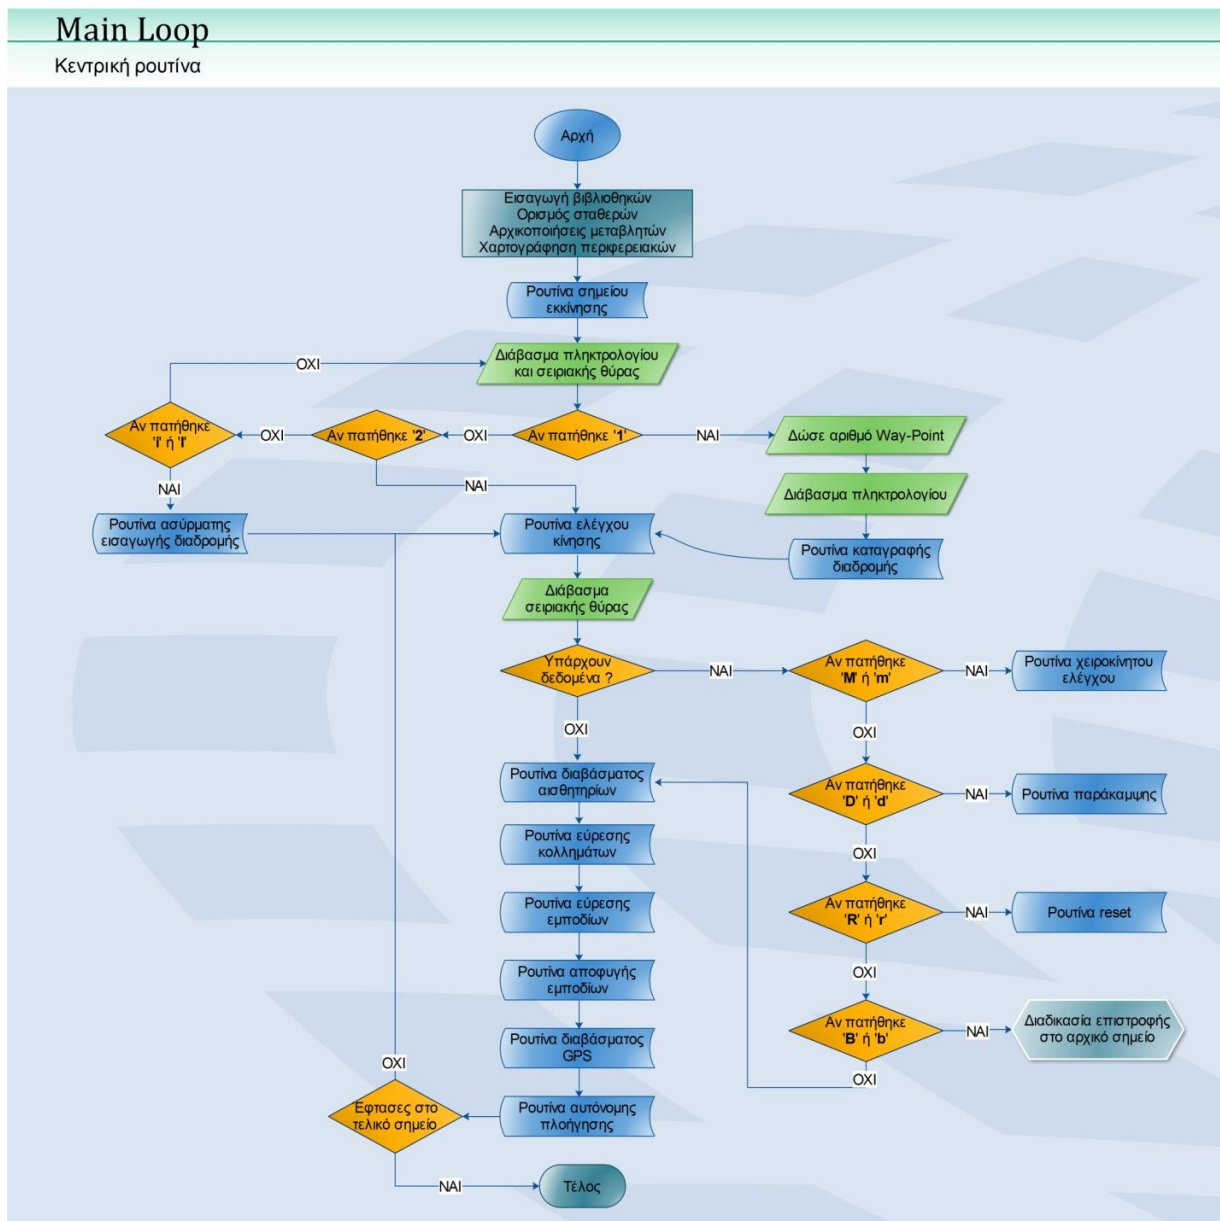 Main Loop
Κεντρική ρουτίνα
Αρχή
Εισαγωγή βιβλιοθηκών
Ορισμός σταθερών
Αρχικοποιήσεις μεταβλητών
Χαρτογράφηση περιφερειακών
Ρουτίνα σημείου
εκκίνησης
Διάβασμα πληκτρολογίου
και σειριακής θύρας
ΟΧΙ
Αν πατήθηκε
'i' ή 'I'
ΟΧΙ
Αν πατήθηκε '2'
ΟΧΙ
Αν πατήθηκε '1'
ΝΑΙ
Δώσε αριθμό Way-Point
ΝΑΙ
ΝΑΙ
Διάβασμα πληκτρολογίου
Ρουτίνα ασύρματης
εισαγωγής διαδρομής
Ρουτίνα ελέγχου
κίνησης
Ρουτίνα καταγραφής
διαδρομής
Διάβασμα
σειριακής θύρας
Υπάρχουν
δεδομένα ?
ΝΑΙ
Αν πατήθηκε
'M' ή 'm'
ΝΑΙ
Ρουτίνα χειροκίνητου
ελέγχου
ΟΧΙ
ΟΧΙ
Ρουτίνα διαβάσματος
αισθητηρίων
Αν πατήθηκε
'D' ή 'd'
ΝΑΙ
Ρουτίνα παράκαμψης
Ρουτίνα εύρεσης
κολλημάτων
ΟΧΙ
Ρουτίνα εύρεσης
εμποδίων
Αν πατήθηκε
'R' ή 'r'
ΝΑΙ
Ρουτίνα reset
Ρουτίνα αποφυγής
εμποδίων
ΟΧΙ
Ρουτίνα διαβάσματος
GPS
Αν πατήθηκε
'B' ή 'b'
ΝΑΙ
Διαδικασία επιστροφής
στο αρχικό σημείο
ΟΧΙ
ΟΧΙ
Έφτασες στο
τελικό σημείο
Ρουτίνα αυτόνομης
πλοήγησης
ΝΑΙ
Τέλος